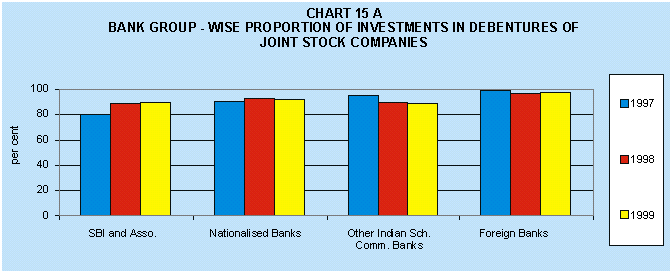 CHART 15 A
BANK GROUP - WISE PROPORTION OF INVESTMENTS IN DEBENTURES OF
JOINT STOCK COMPANIES
per cent
100
80
60
40
20
0
SBI and Asso.
Nationalised Banks
Other Indian Sch.
Comm. Banks
Foreign Banks
1997
1998
1999